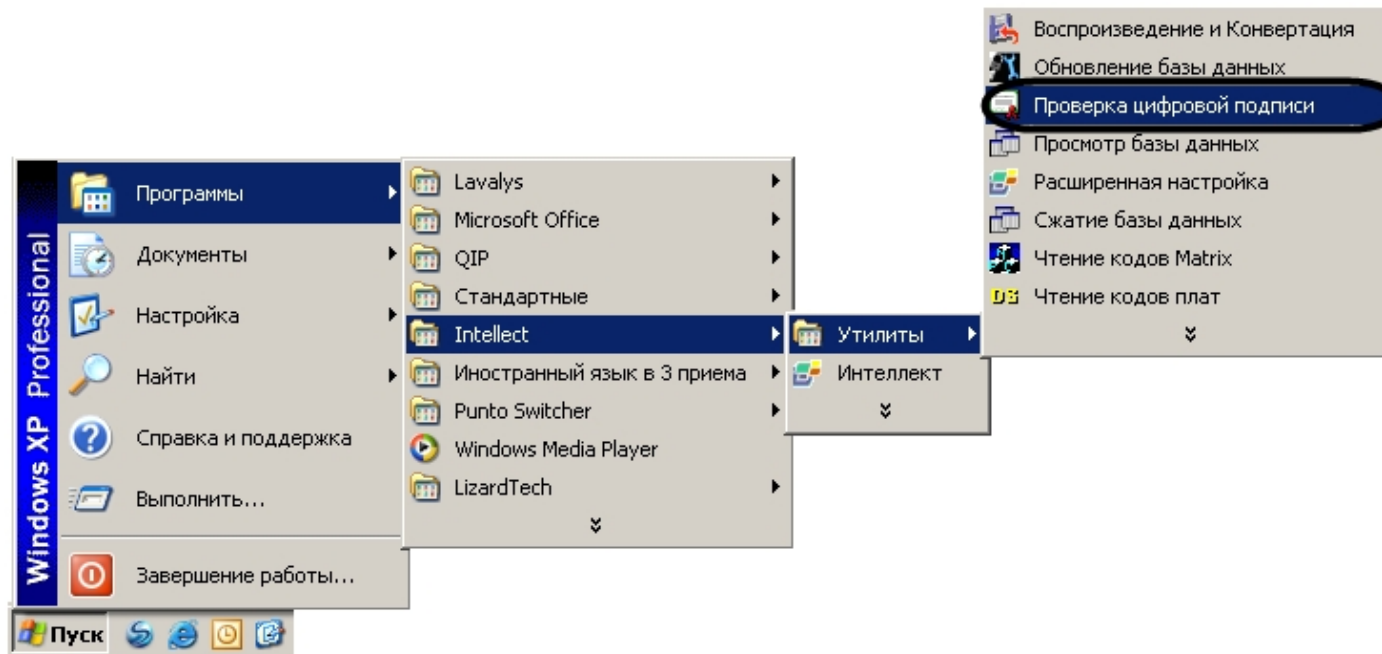 Windows XP Professional
Программы
Документы
Настройка
Найти
Справка и поддержка
Выполнить...
Завершение работы...
Пуск
Lavalys
Microsoft Office
QIP
Стандартные
Intellect
Иностранный язык в 3 приема
Punto Switcher
Windows Media Player
LizardTech
Утилиты
Интеллект
Воспроизведение и Конвертация
Обновление базы данных
Проверка цифровой подписи
Просмотр базы данных
Расширенная настройка
Сжатие базы данных
Чтение кодов Matrix
Чтение кодов плат